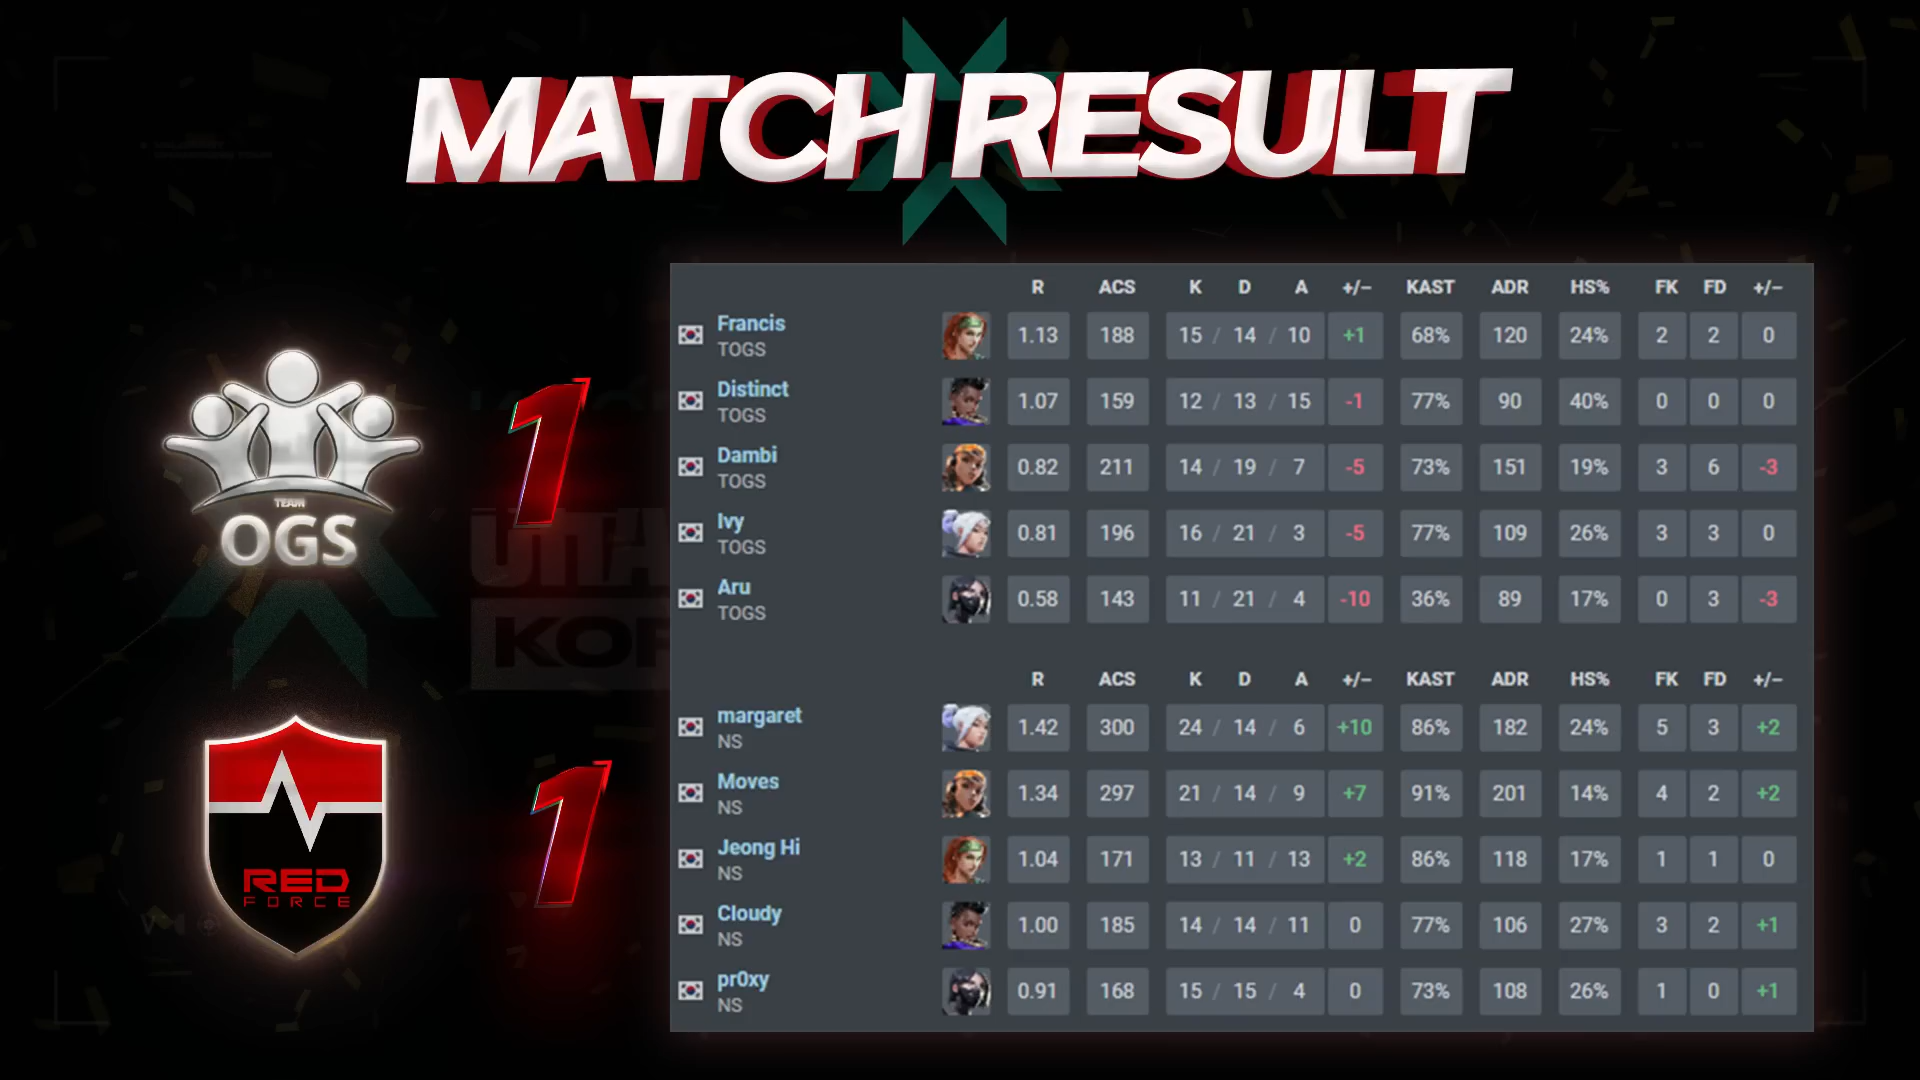 MATCH RESULT
TEAM
OGS
1
RED
FORCE
1
R ACS K D A +/– KAST ADR HS% FK FD +/–
Francis
TOGS
1.13 188 15 / 14 / 10 +1 68% 120 24% 2 2 0
Distinct
TOGS
1.07 159 12 / 13 / 15 -1 77% 90 40% 0 0 0
Dambi
TOGS
0.82 211 14 / 19 / 7 -5 73% 151 19% 3 6 -3
Ivy
TOGS
0.81 196 16 / 21 / 3 -5 77% 109 26% 3 3 0
Aru
TOGS
0.58 143 11 / 21 / 4 -10 36% 89 17% 0 3 -3
R ACS K D A +/– KAST ADR HS% FK FD +/–
margaret
NS
1.42 300 24 / 14 / 6 +10 86% 182 24% 5 3 +2
Moves
NS
1.34 297 21 / 14 / 9 +7 91% 201 14% 4 2 +2
Jeong Hi
NS
1.04 171 13 / 11 / 13 +2 86% 118 17% 1 1 0
Cloudy
NS
1.00 185 14 / 14 / 11 0 77% 106 27% 3 2 +1
pr0xy
NS
0.91 168 15 / 15 / 4 0 73% 108 26% 1 0 +1